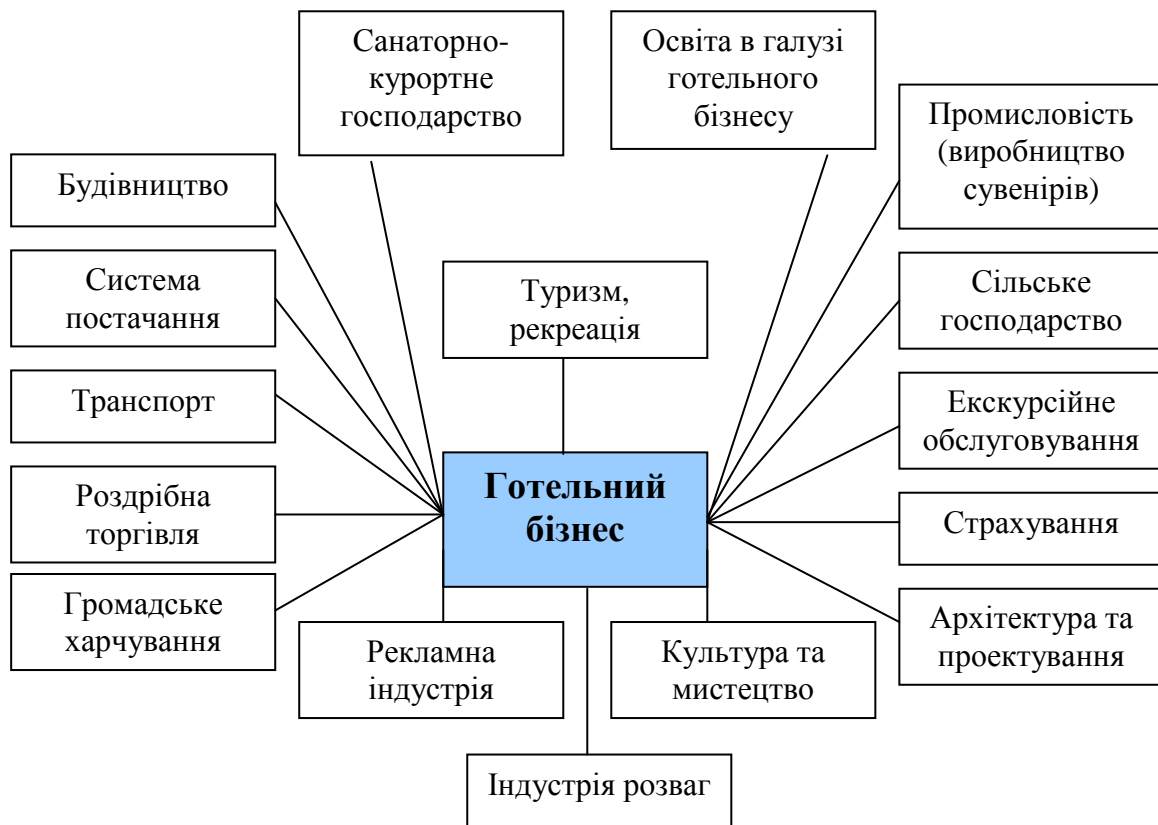 Санаторно-
курортне
господарство
Освіта в галузі
готельного
бізнесу
Промисловість
(виробництво
сувенірів)
Будівництво
Система
постачання
Туризм,
рекреація
Сільське
господарство
Транспорт
Екскурсійне
обслуговування
Готельний
бізнес
Роздрібна
торгівля
Страхування
Громадське
харчування
Рекламна
індустрія
Культура та
мистецтво
Архітектура та
проектування
Індустрія розваг